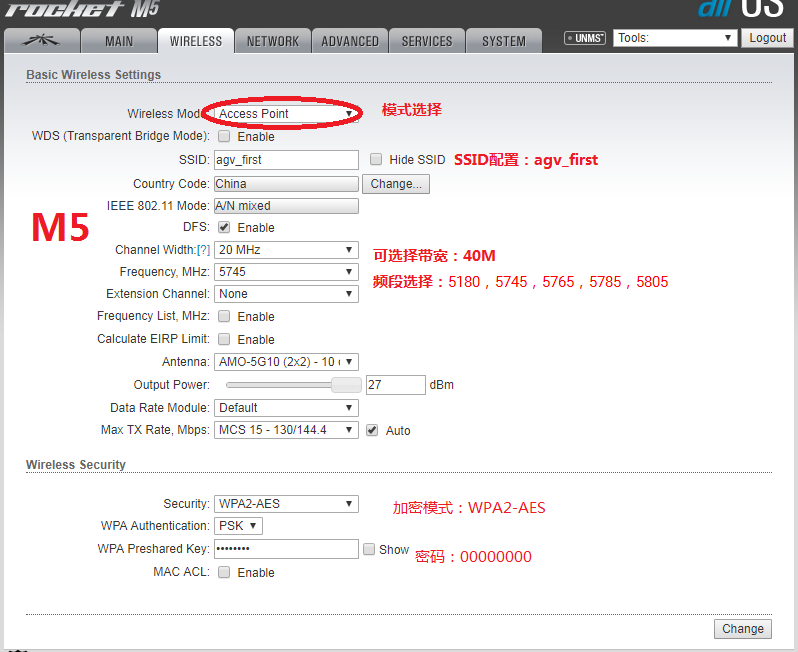 rocket M5
US
MAIN WIRELESS NETWORK ADVANCED SERVICES SYSTEM UNMS Tools: Logout
Basic Wireless Settings
Wireless Mode: Access Point 模式选择
WDS (Transparent Bridge Mode): Enable
SSID: agv_first Hide SSID SSID配置：agv_first
Country Code: China Change...
IEEE 802.11 Mode: A/N mixed
M5
DFS: Enable
Channel Width:[?] 20 MHz 可选择带宽：40M
Frequency, MHz: 5745
频段选择：5180，5745，5765，5785，5805
Extension Channel: None
Frequency List, MHz: Enable
Calculate EIRP Limit: Enable
Antenna: AMO-5G10 (2x2) - 10
Output Power: 27 dBm
Data Rate Module: Default
Max TX Rate, Mbps: MCS 15 - 130/144.4 Auto
Wireless Security
Security: WPA2-AES 加密模式：WPA2-AES
WPA Authentication: PSK
WPA Preshared Key: •••••••• Show 密码：00000000
MAC ACL: Enable
Change